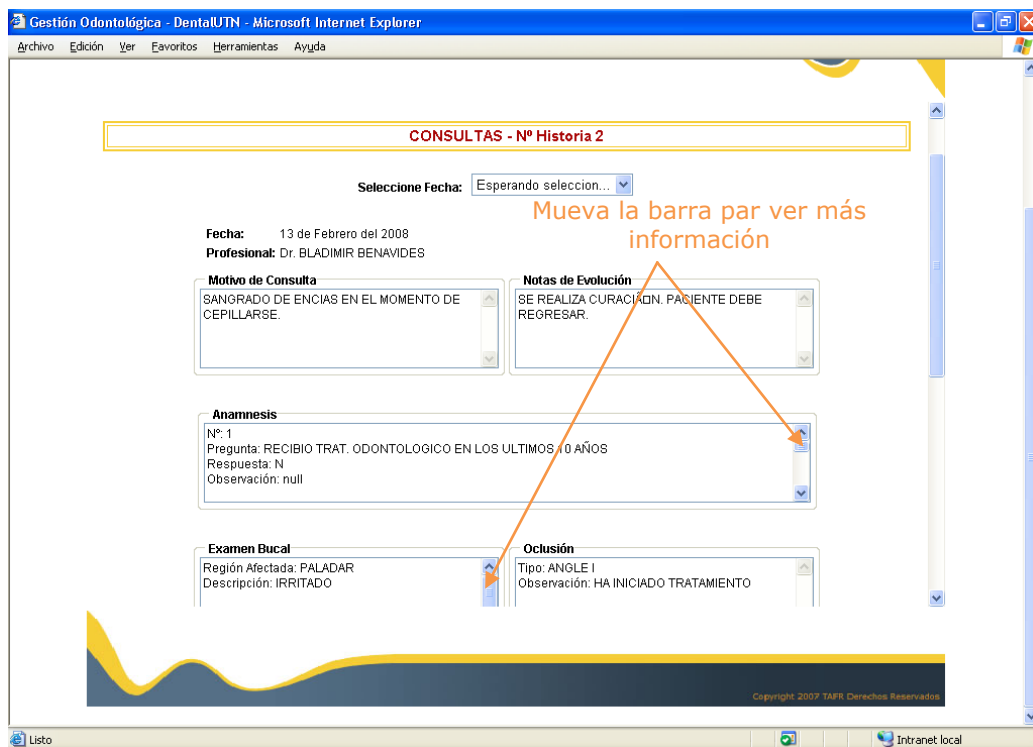 Gestión Odontológica - DentalUTN - Microsoft Internet Explorer
Archivo Edición Ver Favoritos Herramientas Ayuda
CONSULTAS - Nº Historia 2
Seleccione Fecha: Esperando seleccion...
Mueva la barra par ver más
información
Fecha: 13 de Febrero del 2008
Profesional: Dr. BLADIMIR BENAVIDES
Motivo de Consulta
SANGRADO DE ENCIAS EN EL MOMENTO DE
CEPILLARSE.
Notas de Evolución
SE REALIZA CURACIÃ□N. PACIENTE DEBE
REGRESAR.
Anamnesis
Nº: 1
Pregunta: RECIBIO TRAT. ODONTOLOGICO EN LOS ULTIMOS 10 AÑOS
Respuesta: N
Observación: null
Examen Bucal
Región Afectada: PALADAR
Descripción: IRRITADO
Oclusión
Tipo: ANGLE I
Observación: HA INICIADO TRATAMIENTO
Copyright 2007 TAFR Derechos Reservados
Listo
Intranet local